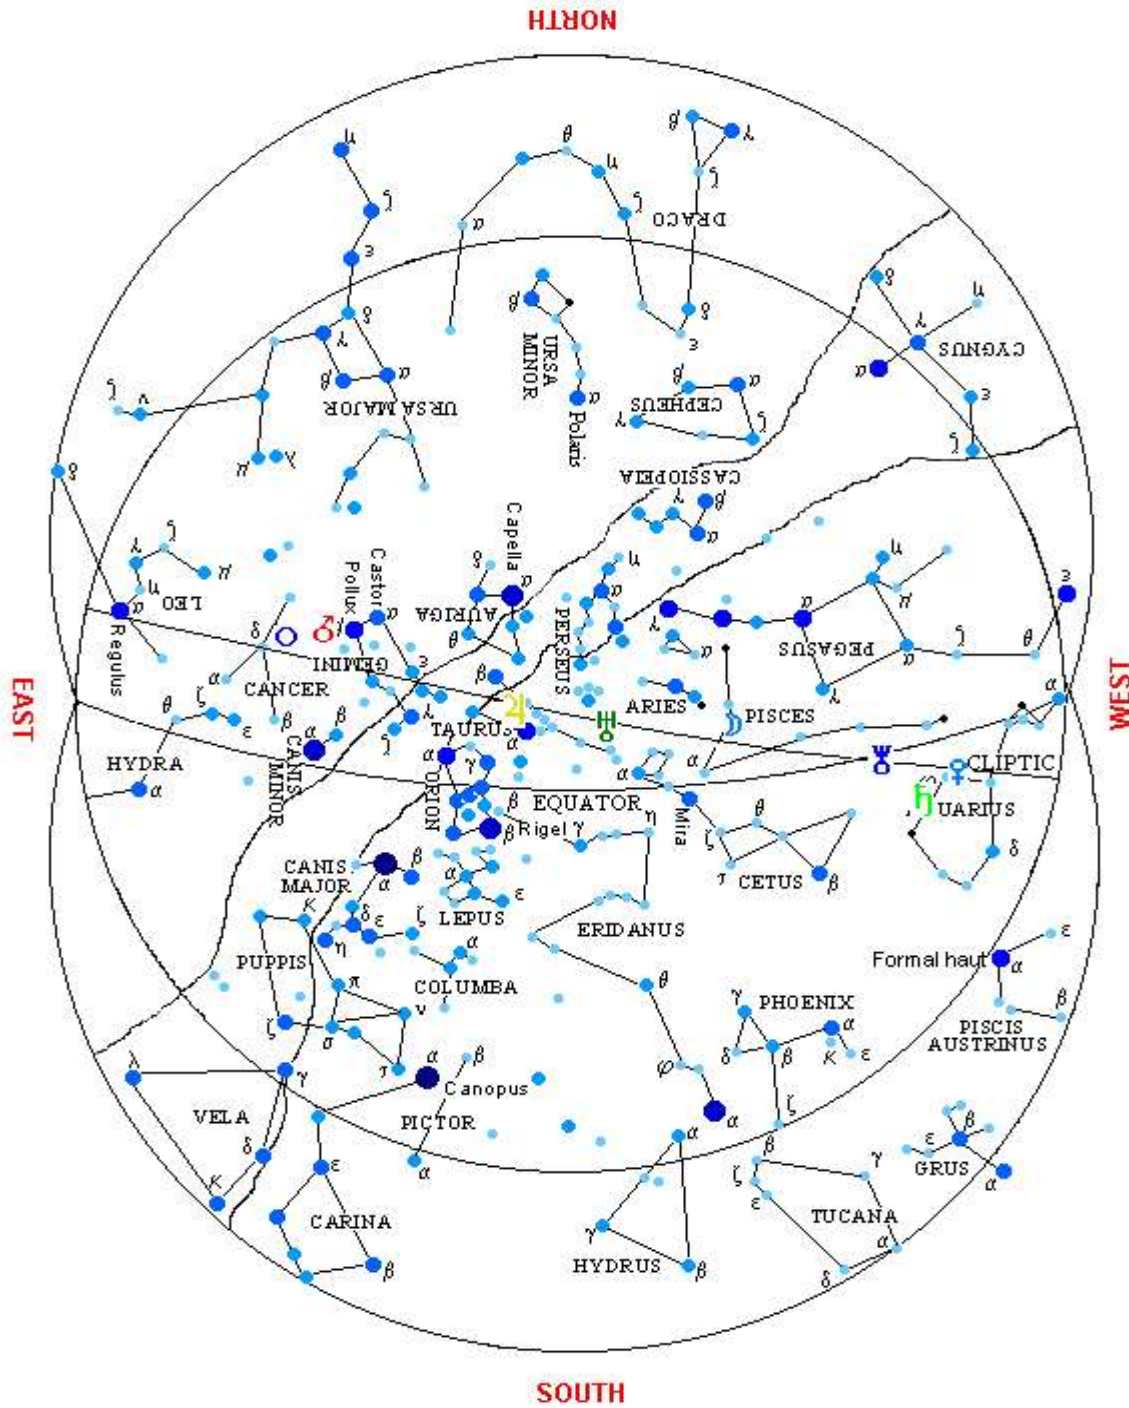 NORTH
η θ β γ
ζ η ζ ζ
α DRACO
ε
δ δ η
β γ CYGNUS
γ δ ε α
URSA MINOR
ζ ν β α β CEPHEUS α ε
URSA MAJOR α Polaris γ ζ ζ
μ λ CASSIOPEIA
δ γ β
Capella α
ζ Castor δ α η
γ μ Pollux AURIGA α PERSEUS η ε
η LEO α μ
α β θ γ α PEGASUS ζ θ
Regulus δ GEMINI ε α α
α CANCER β γ α
θ ζ ε β β γ TAURUS ARIES PISCES
EAST WEST
HYDRA α CANIS MINOR ζ α α α CLIPTIC
α ORION γ β EQUATOR S
UARIUS
β Rigel γ η Mira ζ θ
CANIS MAJOR α β τ CETUS β δ
κ δ ε ζ LEPUS ε
η ERIDANUS ε
PUPPIS α Formal haut α
π COLUMBA θ PHOENIX
ζ σ ν γ α β
PISCIS AUSTRINUS
λ γ τ α β φ δ β κ ε
Canopus
VELA PICTOR α ζ
δ α β γ ε β
κ ε ζ GRUS α
ε
CARINA γ TUCANA
β HYDRUS β δ α
SOUTH